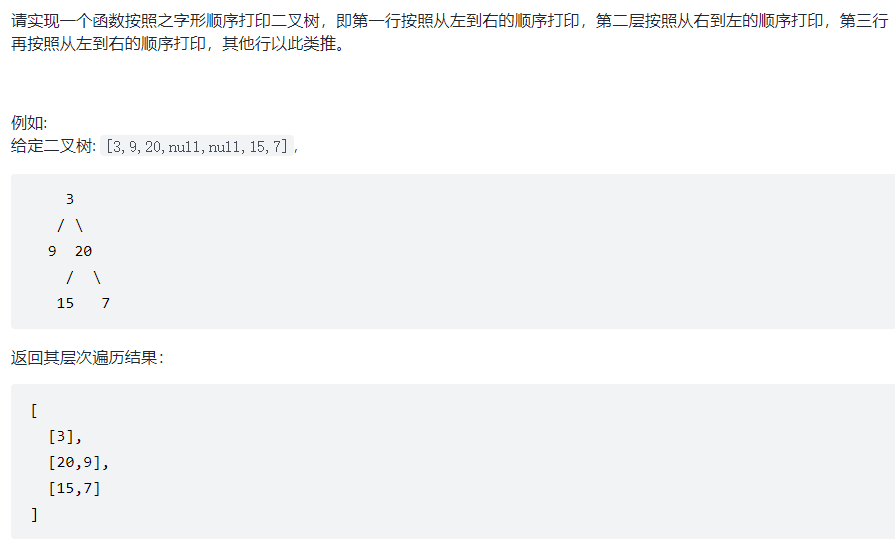 请实现一个函数按照之字形顺序打印二叉树，即第一行按照从左到右的顺序打印，第二层按照从右到左的顺序打印，第三行
再按照从左到右的顺序打印，其他行以此类推。
例如:
给定二叉树: [3,9,20,null,null,15,7],
3
/ \
9 20
/ \
15 7
返回其层次遍历结果：
[
[3],
[20,9],
[15,7]
]